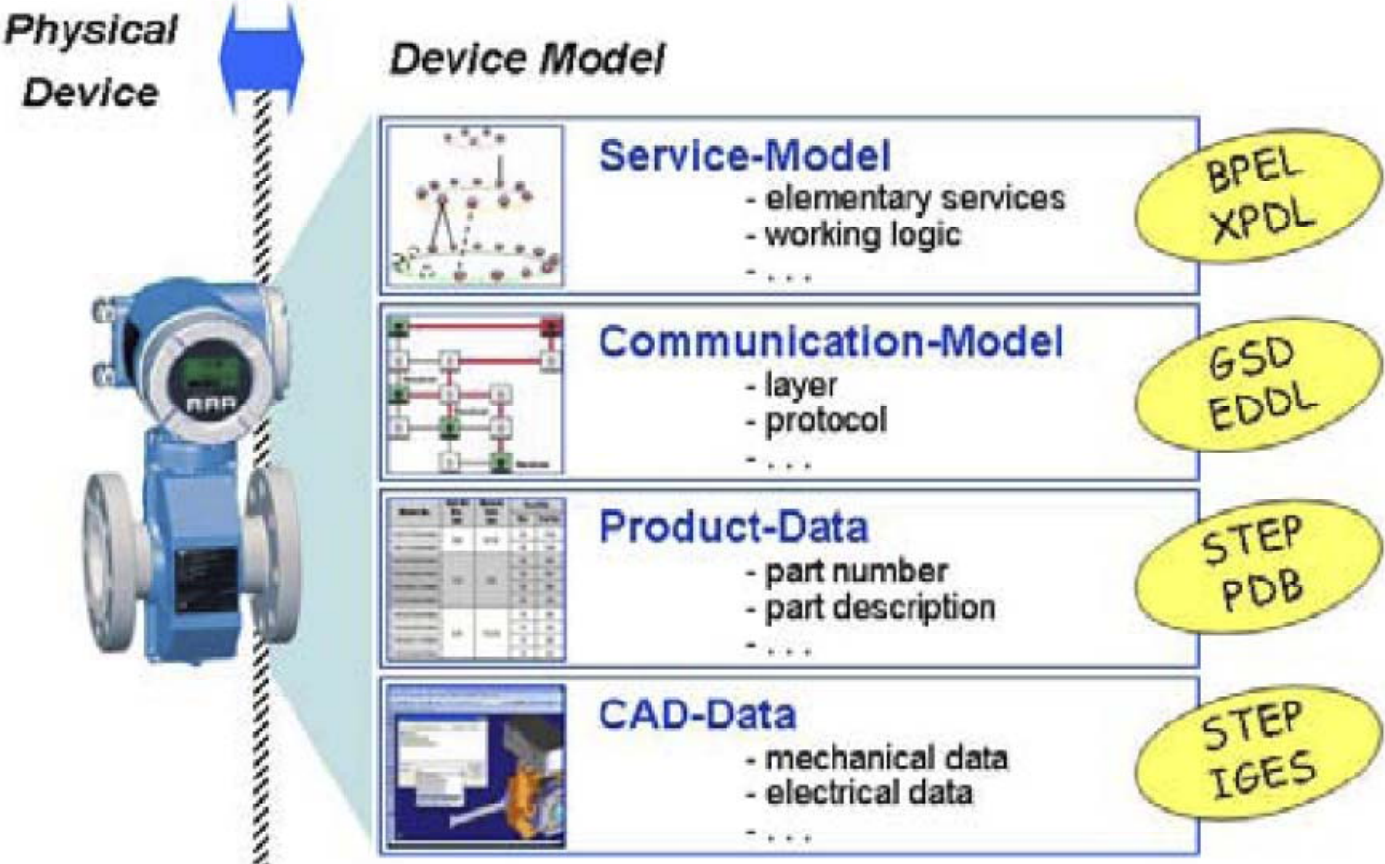 Physical
Device
Device Model
Service-Model
- elementary services
- working logic
- . . .
BPEL
XPDL
Communication-Model
- layer
- protocol
- . . .
GSD
EDDL
Product-Data
- part number
- part description
- . . .
STEP
PDB
CAD-Data
- mechanical data
- electrical data
- . . .
STEP
IGES